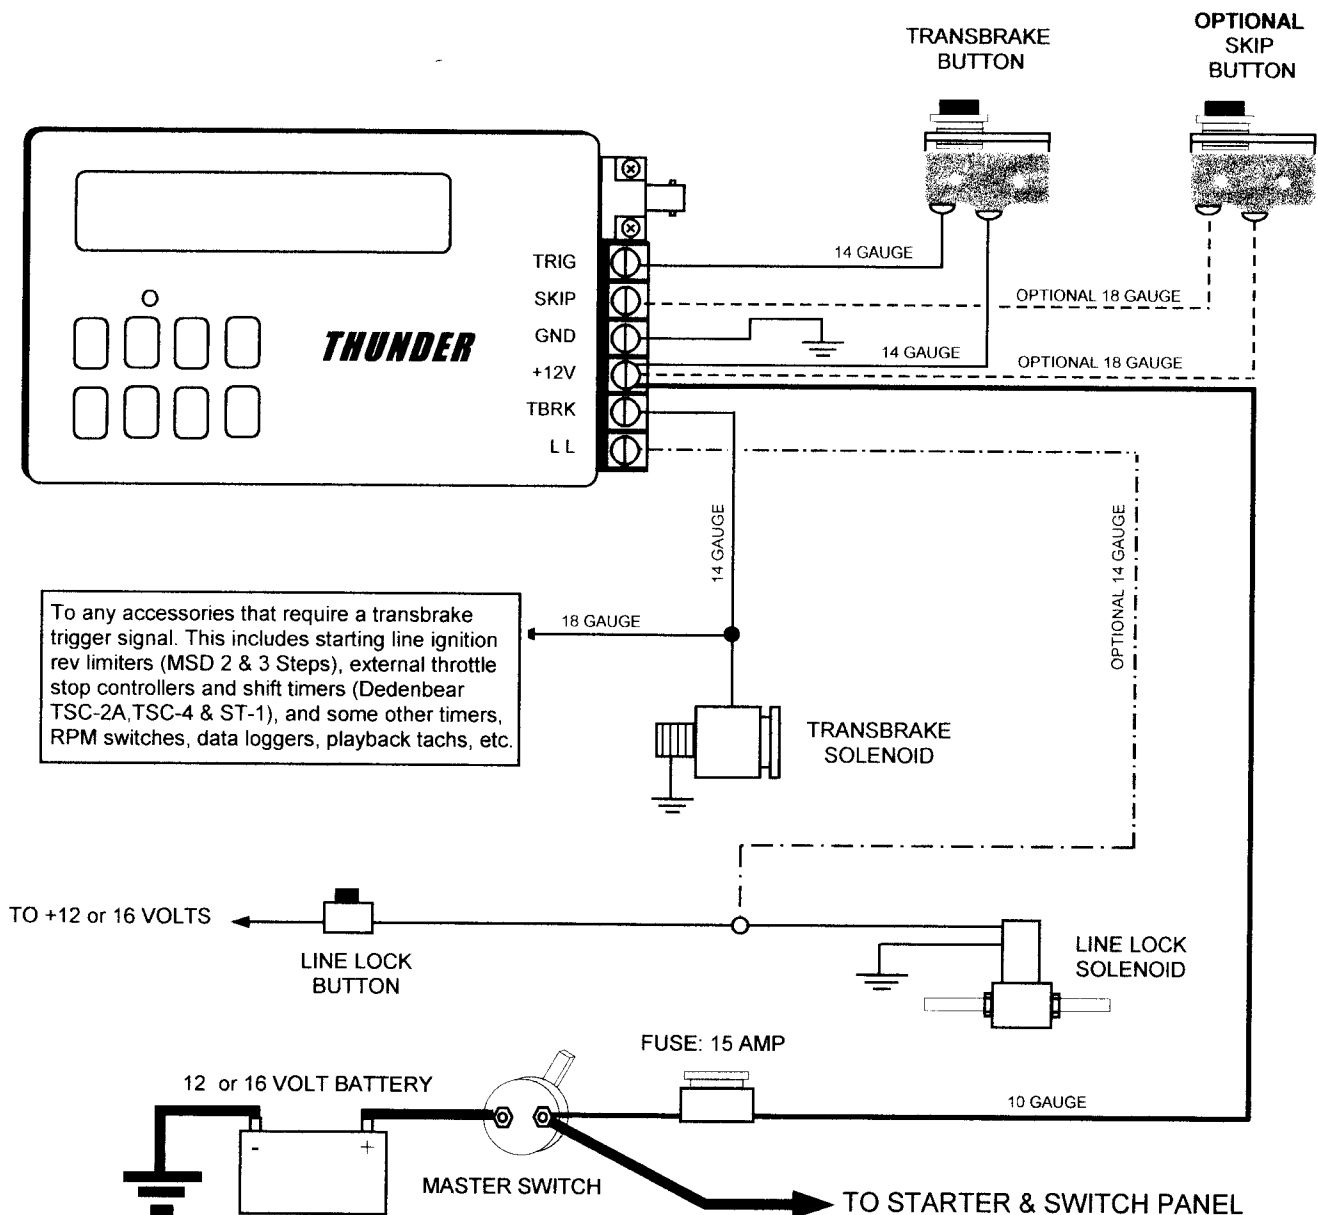 TRANSBRAKE
BUTTON
OPTIONAL
SKIP
BUTTON
TRIG
14 GAUGE
SKIP
OPTIONAL 18 GAUGE
GND
THUNDER
14 GAUGE
+12V
OPTIONAL 18 GAUGE
TBRK
L L
14 GAUGE
OPTIONAL 14 GAUGE
To any accessories that require a transbrake
trigger signal. This includes starting line ignition
rev limiters (MSD 2 & 3 Steps), external throttle
stop controllers and shift timers (Dedenbear
TSC-2A,TSC-4 & ST-1), and some other timers,
RPM switches, data loggers, playback tachs, etc.
18 GAUGE
TRANSBRAKE
SOLENOID
TO +12 or 16 VOLTS
LINE LOCK
BUTTON
LINE LOCK
SOLENOID
FUSE: 15 AMP
12 or 16 VOLT BATTERY
10 GAUGE
- +
MASTER SWITCH
TO STARTER & SWITCH PANEL